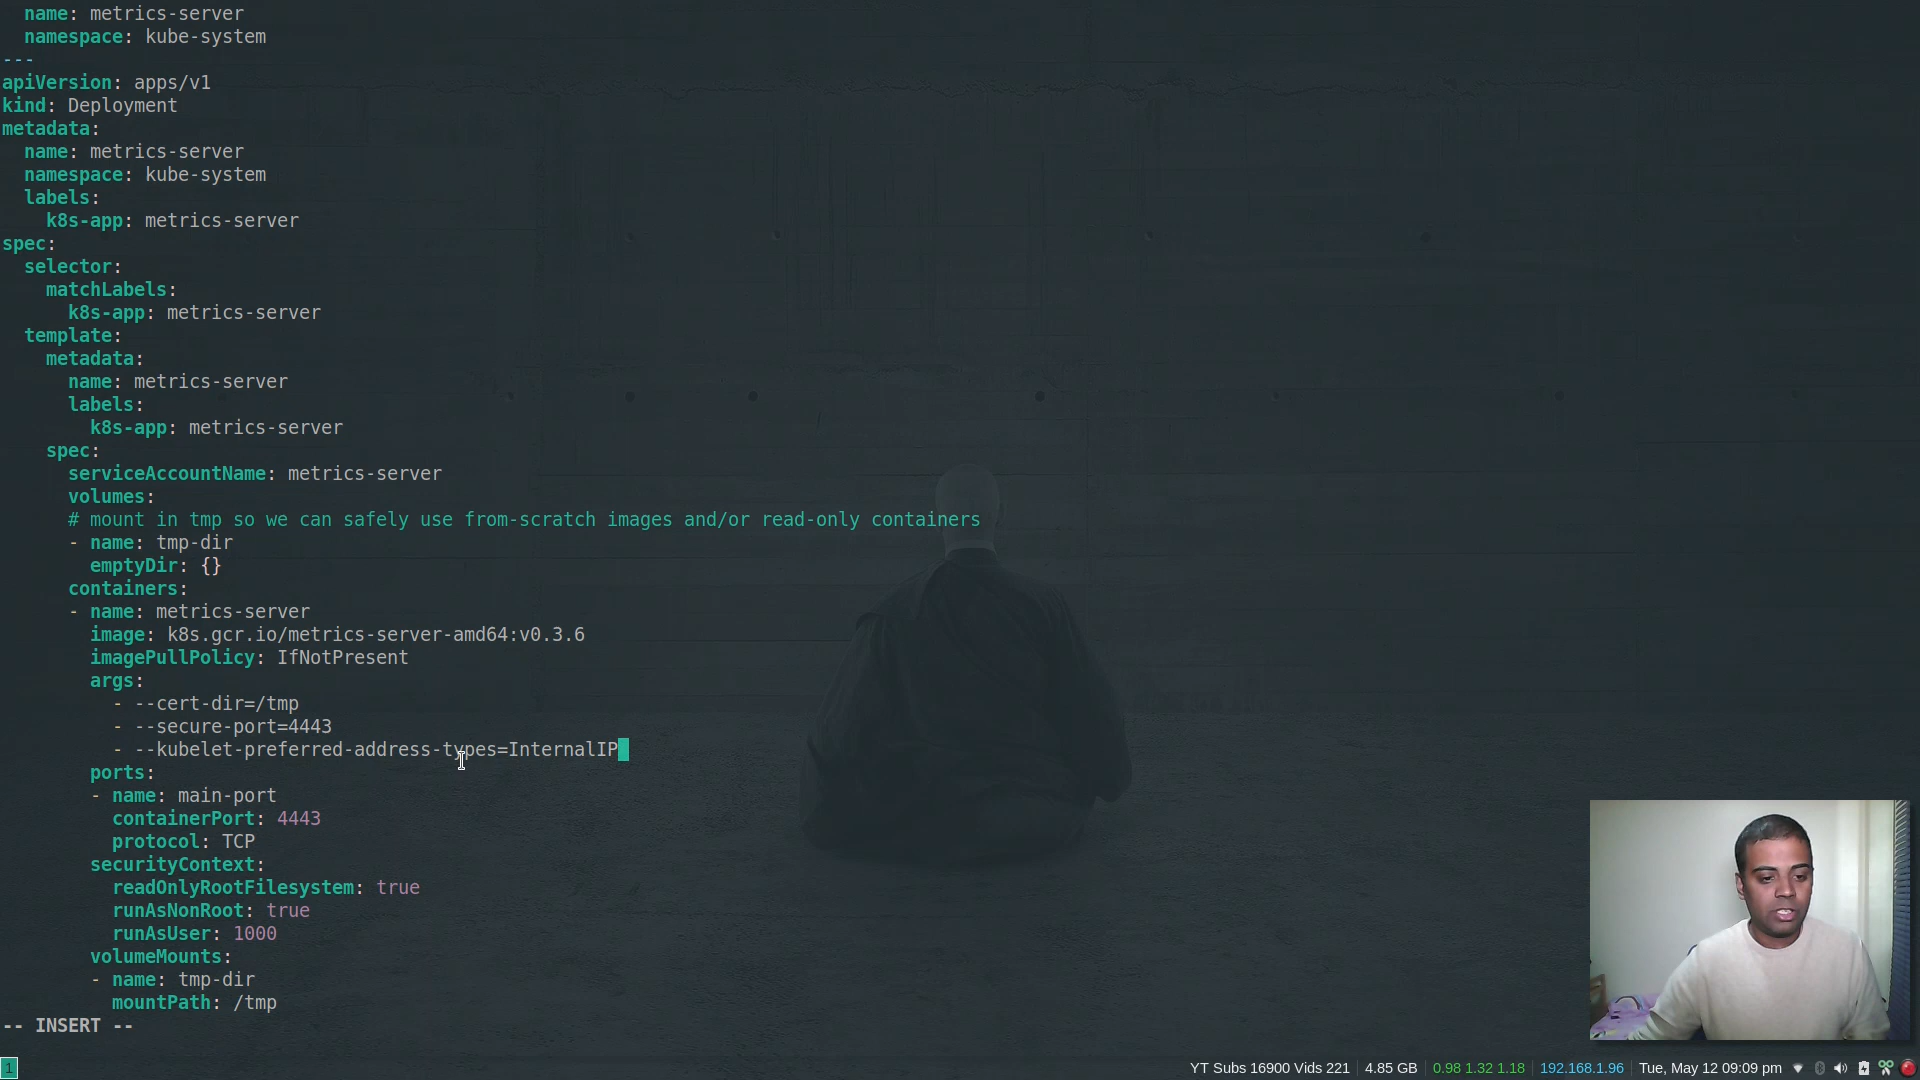 name: metrics-server
namespace: kube-system
---
apiVersion: apps/v1
kind: Deployment
metadata:
name: metrics-server
namespace: kube-system
labels:
k8s-app: metrics-server
spec:
selector:
matchLabels:
k8s-app: metrics-server
template:
metadata:
name: metrics-server
labels:
k8s-app: metrics-server
spec:
serviceAccountName: metrics-server
volumes:
# mount in tmp so we can safely use from-scratch images and/or read-only containers
- name: tmp-dir
emptyDir: {}
containers:
- name: metrics-server
image: k8s.gcr.io/metrics-server-amd64:v0.3.6
imagePullPolicy: IfNotPresent
args:
- --cert-dir=/tmp
- --secure-port=4443
- --kubelet-preferred-address-types=InternalIP
ports:
- name: main-port
containerPort: 4443
protocol: TCP
securityContext:
readOnlyRootFilesystem: true
runAsNonRoot: true
runAsUser: 1000
volumeMounts:
- name: tmp-dir
mountPath: /tmp
-- INSERT --
1 YT Subs 16900 Vids 221 4.85 GB 0.98 1.32 1.18 192.168.1.96 Tue, May 12 09:09 pm